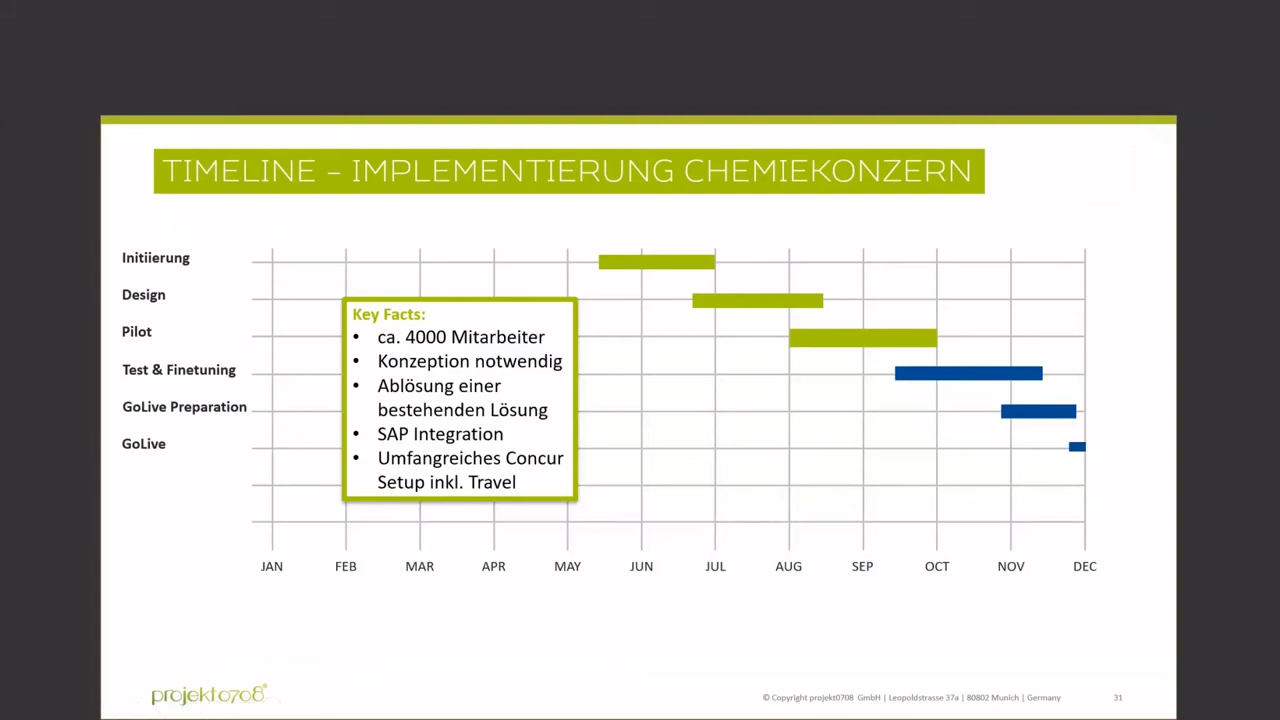 TIMELINE – IMPLEMENTIERUNG CHEMIEKONZERN
Initiierung
Design
Pilot
Test & Finetuning
GoLive Preparation
GoLive
Key Facts:
• ca. 4000 Mitarbeiter
• Konzeption notwendig
• Ablösung einer
bestehenden Lösung
• SAP Integration
• Umfangreiches Concur
Setup inkl. Travel
JAN FEB MAR APR MAY JUN JUL AUG SEP OCT NOV DEC
projekt0708®
© Copyright projekt0708 GmbH | Leopoldstrasse 37a | 80802 Munich | Germany 31